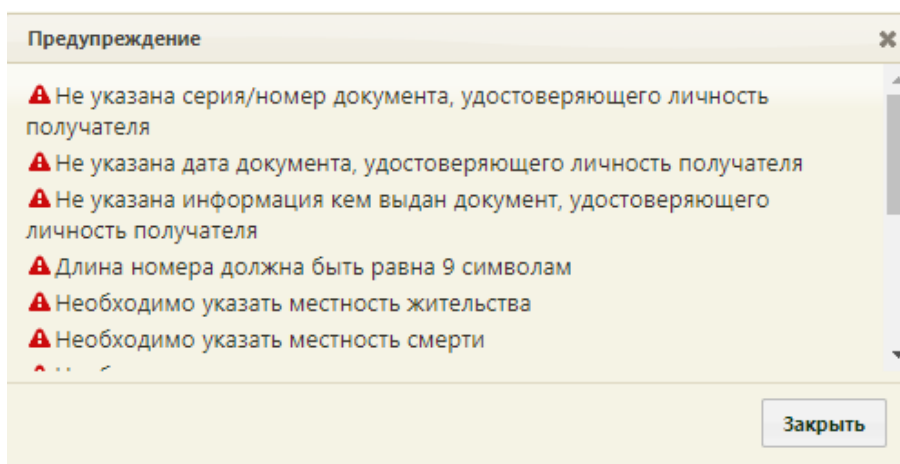 Предупреждение
Не указана серия/номер документа, удостоверяющего личность
получателя
Не указана дата документа, удостоверяющего личность получателя
Не указана информация кем выдан документ, удостоверяющего
личность получателя
Длина номера должна быть равна 9 символам
Необходимо указать местность жительства
Необходимо указать местность смерти
Закрыть